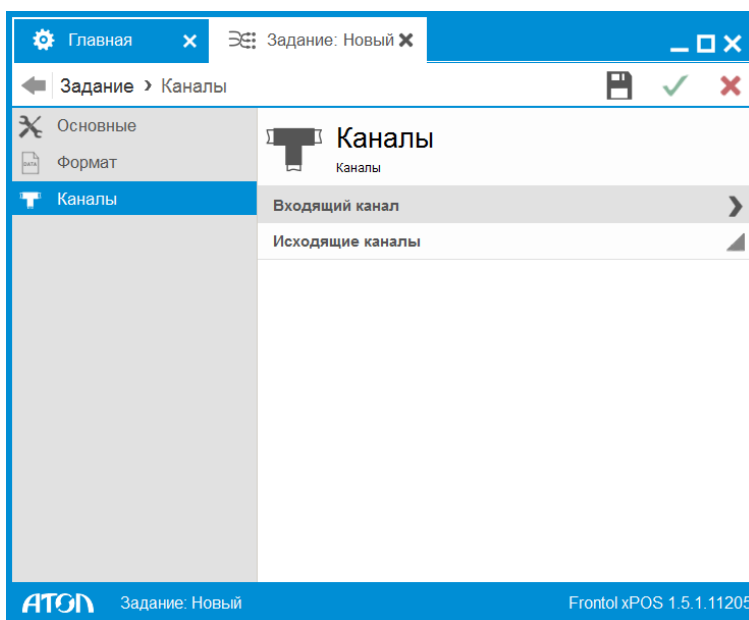 Главная
Задание: Новый
Задание › Каналы
Основные
Формат
Каналы
Каналы
Каналы
Входящий канал
Исходящие каналы
АТОЛ Задание: Новый Frontol xPOS 1.5.1.11205